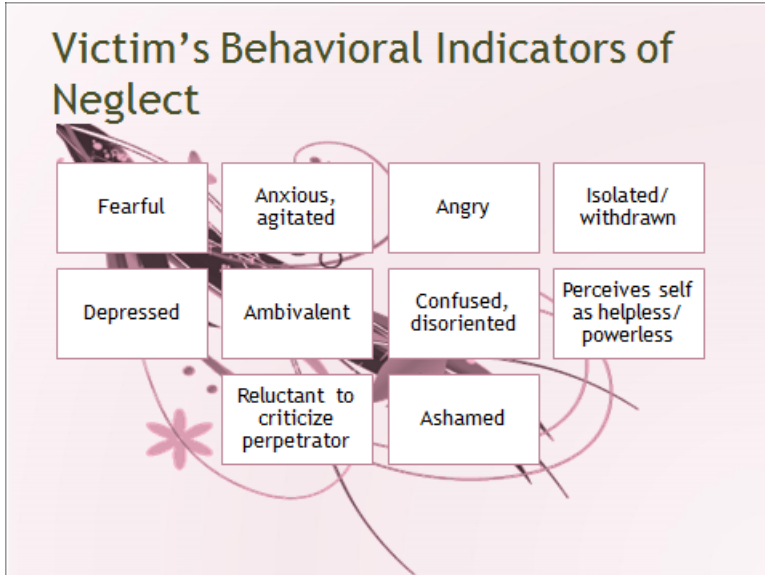 Victim's Behavioral Indicators of
Neglect
Fearful
Anxious,
agitated
Angry
Isolated/
withdrawn
Depressed
Ambivalent
Confused,
disoriented
Perceives self
as helpless/
powerless
Reluctant to
criticize
perpetrator
Ashamed